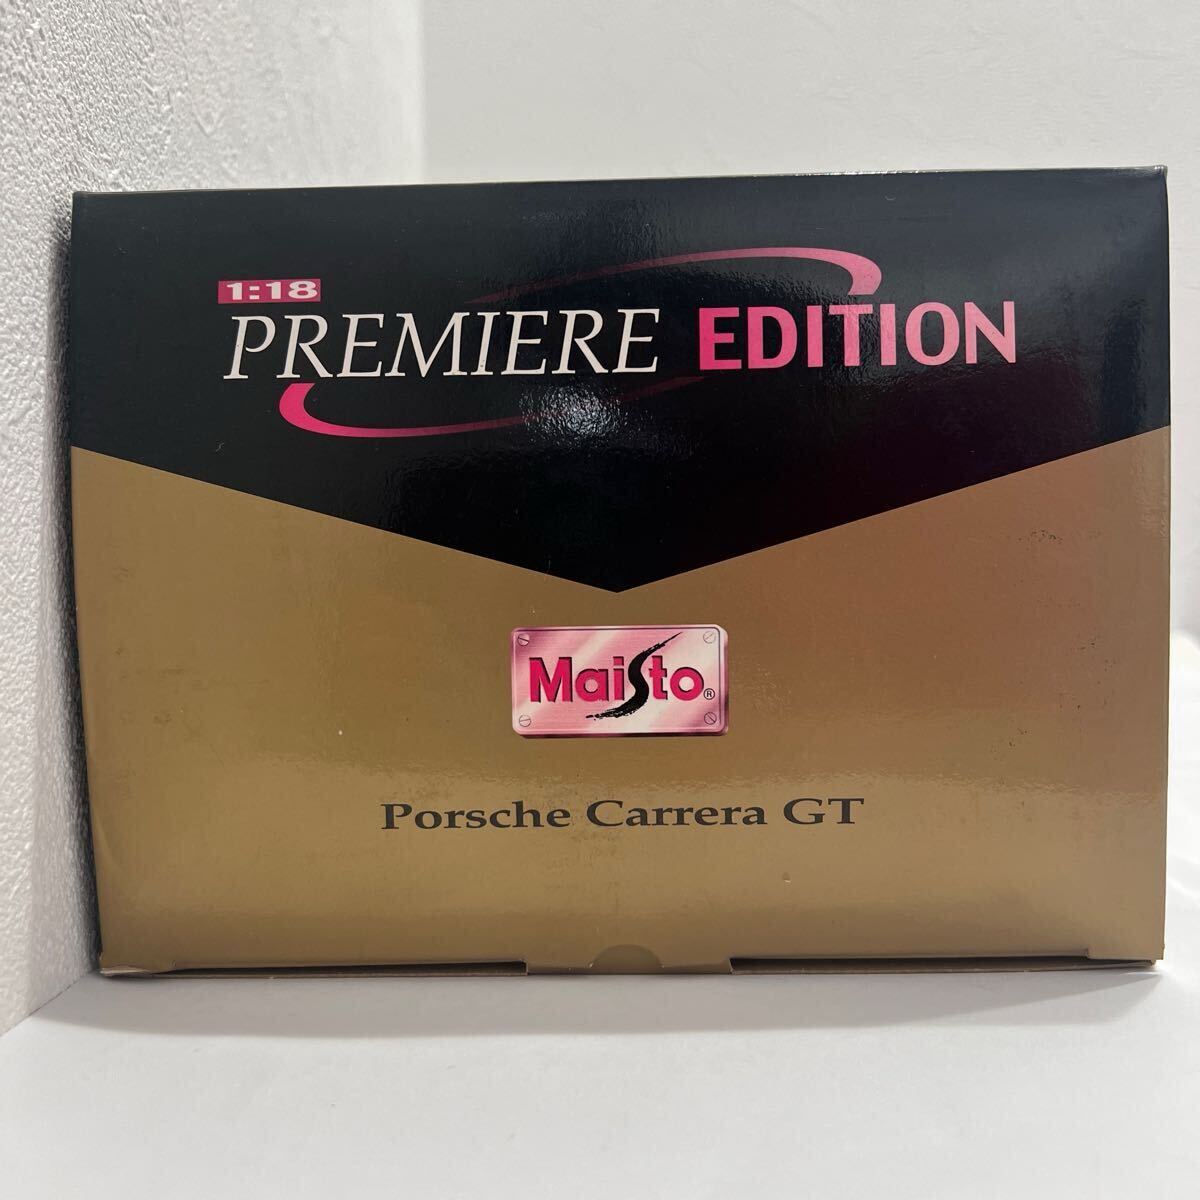 1:18
PREMIERE EDITION
Maisto®
Porsche Carrera GT